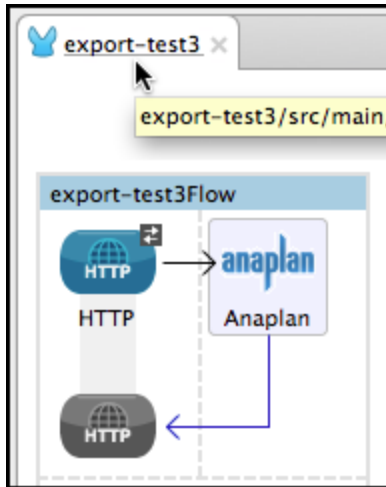 export-test3
export-test3/src/main
export-test3Flow
HTTP
anaplan
HTTP
Anaplan
HTTP